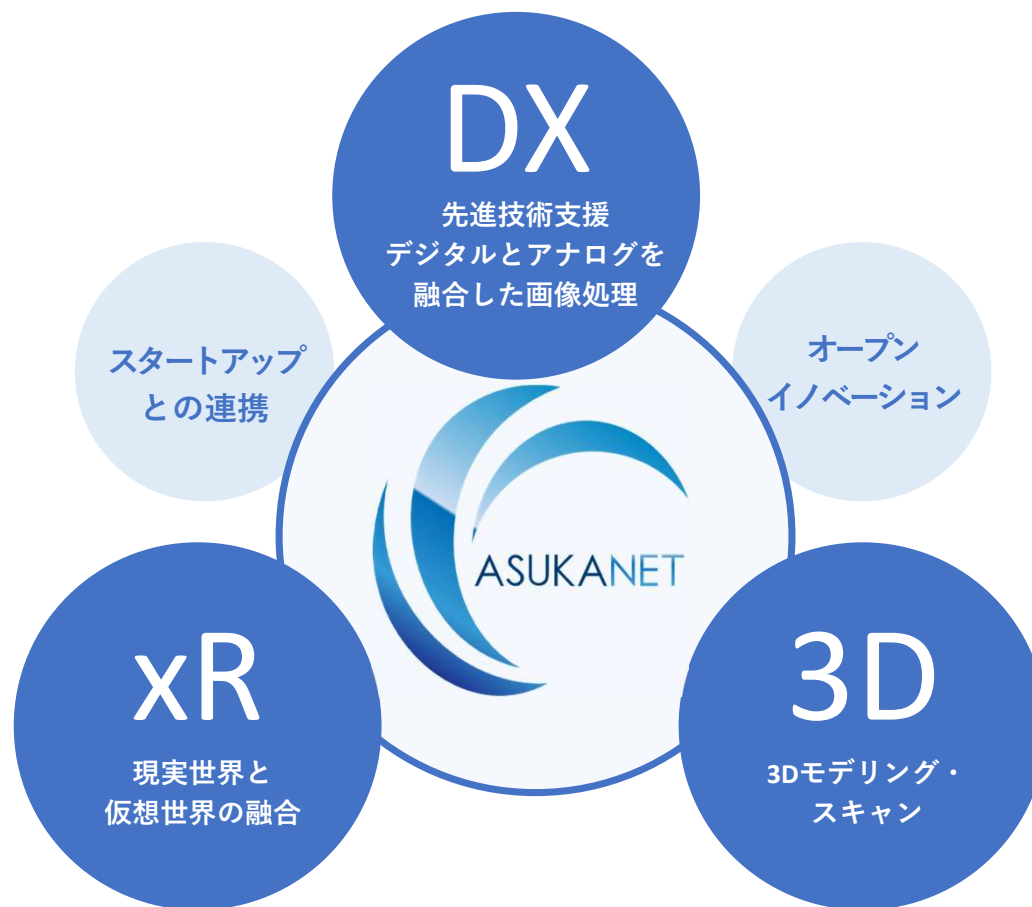 DX
先進技術支援
デジタルとアナログを
融合した画像処理
スタートアップ
との連携
オープン
イノベーション
ASUKANET
xR
現実世界と
仮想世界の融合
3D
3Dモデリング・
スキャン